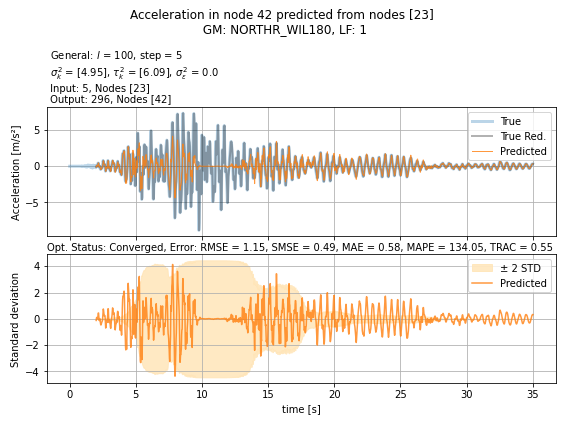 Acceleration in node 42 predicted from nodes [23]
GM: NORTHR_WIL180, LF: 1
General: l = 100, step = 5
σ²ₖ = [4.95], τ²ₖ = [6.09], σ²ε = 0.0
Input: 5, Nodes [23]
Output: 296, Nodes [42]
True
True Red.
Predicted
Acceleration [m/s²]
5
0
−5
Opt. Status: Converged, Error: RMSE = 1.15, SMSE = 0.49, MAE = 0.58, MAPE = 134.05, TRAC = 0.55
± 2 STD
Predicted
Standard deviation
4
2
0
−2
−4
0 5 10 15 20 25 30 35
time [s]